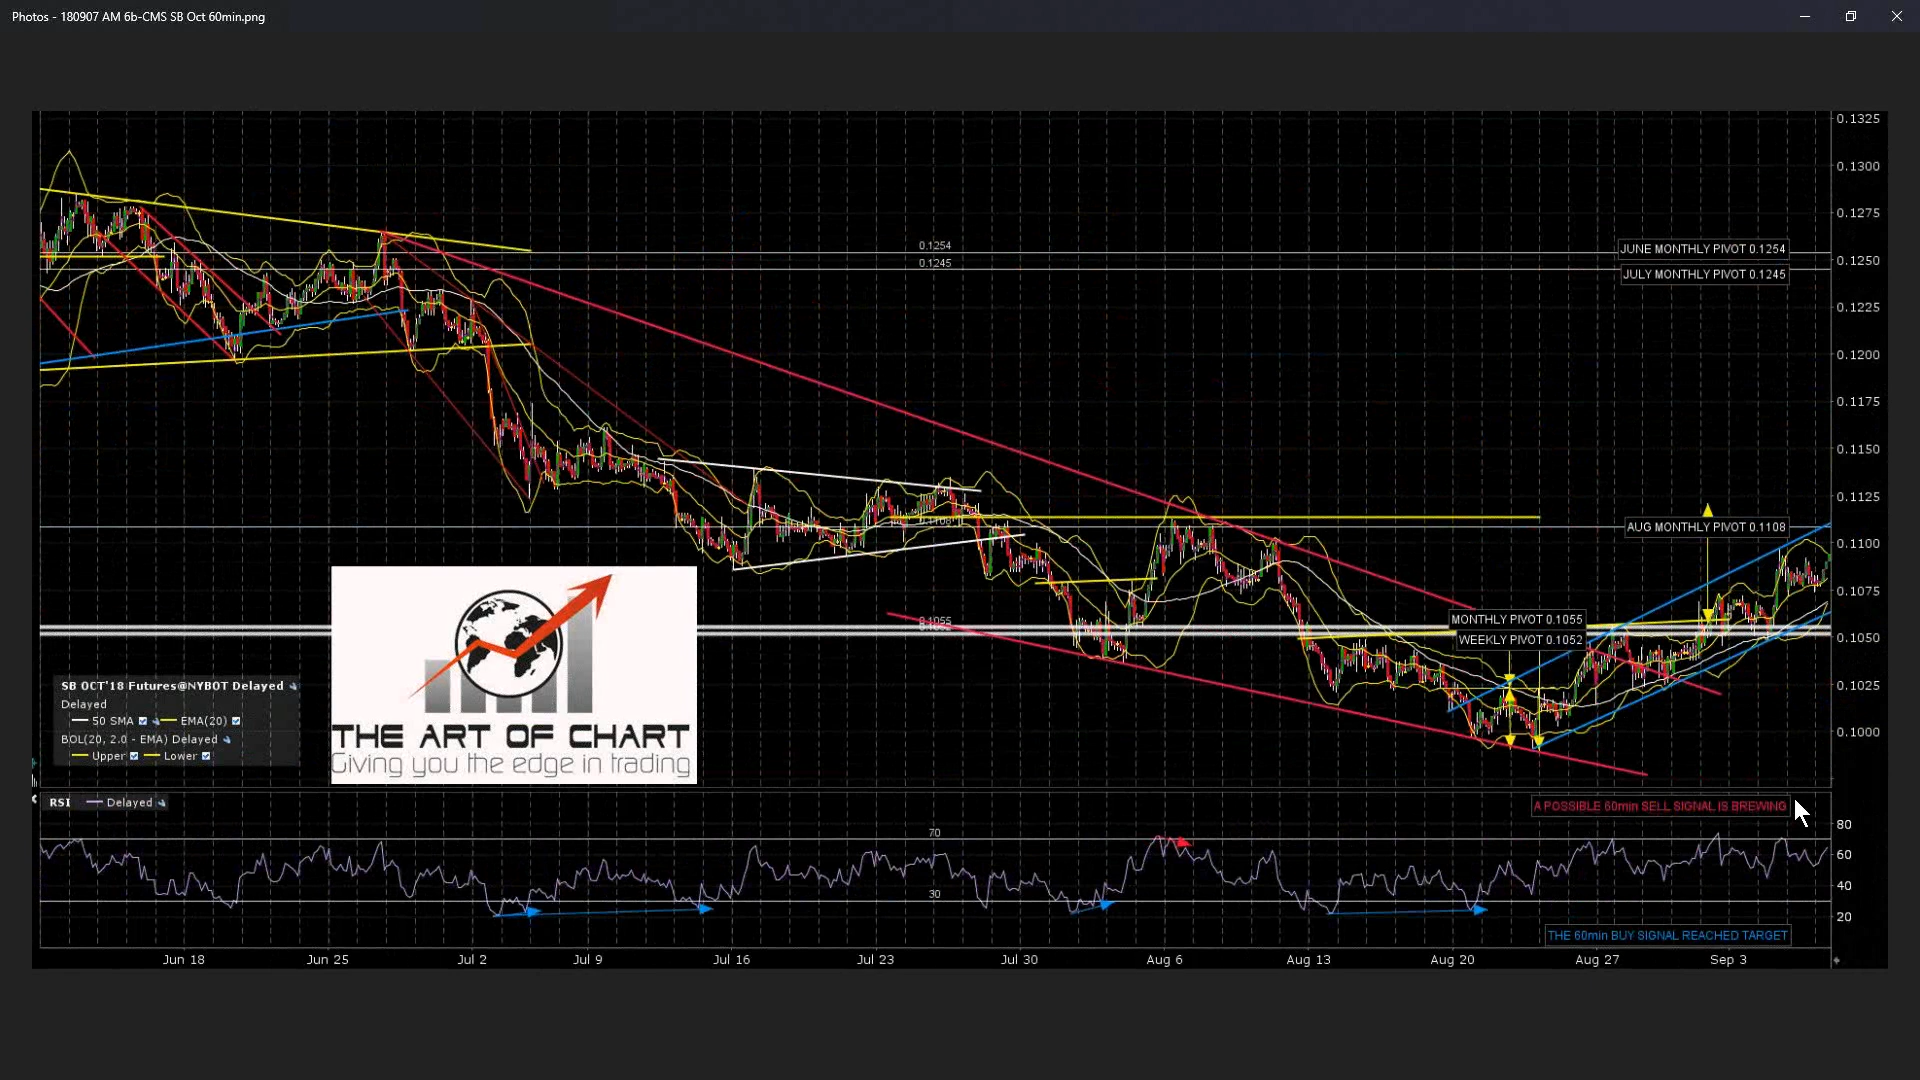 Photos - 180907 AM 6b-CMS SB Oct 60min.png
0.1325
0.1300
0.1275
0.1254
JUNE MONTHLY PIVOT 0.1254
0.1250
0.1245
JULY MONTHLY PIVOT 0.1245
0.1225
0.1200
0.1175
0.1150
0.1125
0.1108
AUG MONTHLY PIVOT 0.1108
0.1100
0.1075
0.1055
MONTHLY PIVOT 0.1055
WEEKLY PIVOT 0.1052
0.1050
0.1025
0.1000
SB OCT'18 Futures@NYBOT Delayed
Delayed
50 SMA EMA(20)
BOL(20, 2.0 - EMA) Delayed
Upper Lower
THE ART OF CHART
Giving you the edge in trading
RSI Delayed
A POSSIBLE 60min SELL SIGNAL IS BREWING
70
80
60
40
30
20
THE 60min BUY SIGNAL REACHED TARGET
Jun 18 Jun 25 Jul 2 Jul 9 Jul 16 Jul 23 Jul 30 Aug 6 Aug 13 Aug 20 Aug 27 Sep 3